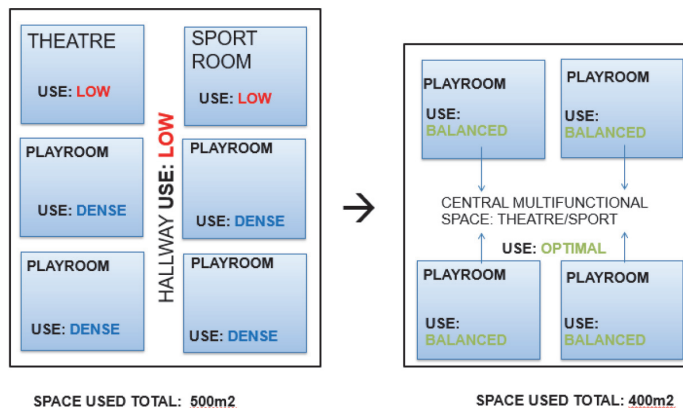 THEATRE
USE: LOW
SPORT
ROOM
USE: LOW
PLAYROOM
USE: DENSE
PLAYROOM
USE: DENSE
PLAYROOM
USE: DENSE
PLAYROOM
USE: DENSE
HALLWAY USE: LOW
SPACE USED TOTAL: 500m2
→
PLAYROOM
USE:
BALANCED
PLAYROOM
USE:
BALANCED
CENTRAL MULTIFUNCTIONAL
SPACE: THEATRE/SPORT
USE: OPTIMAL
PLAYROOM
USE:
BALANCED
PLAYROOM
USE:
BALANCED
SPACE USED TOTAL: 400m2